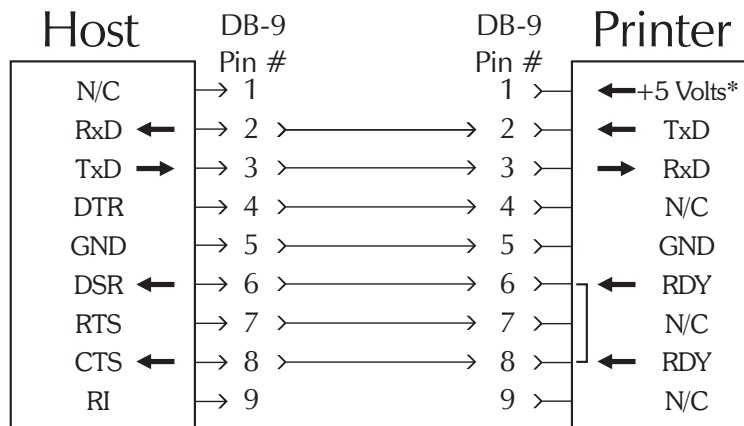 Host DB-9 DB-9 Printer
Pin # Pin #
N/C 1 1 +5 Volts*
RxD 2 2 TxD
TxD 3 3 RxD
DTR 4 4 N/C
GND 5 5 GND
DSR 6 6 RDY
RTS 7 7 N/C
CTS 8 8 RDY
RI 9 9 N/C